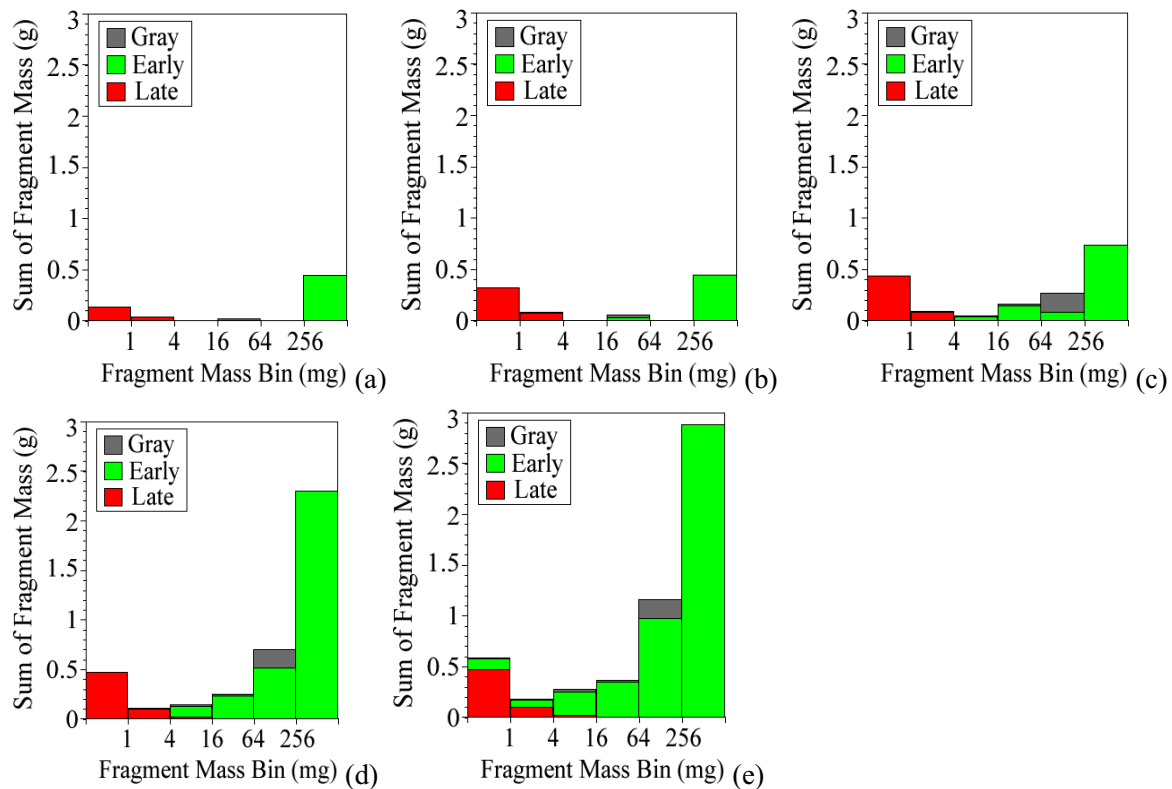 Sum of Fragment Mass (g)
3
2.5
2
1.5
1
0.5
0
Gray
Early
Late
1 4 16 64 256
Fragment Mass Bin (mg) (a)
Sum of Fragment Mass (g)
3
2.5
2
1.5
1
0.5
0
Gray
Early
Late
1 4 16 64 256
Fragment Mass Bin (mg) (b)
Sum of Fragment Mass (g)
3
2.5
2
1.5
1
0.5
0
Gray
Early
Late
1 4 16 64 256
Fragment Mass Bin (mg) (c)
Sum of Fragment Mass (g)
3
2.5
2
1.5
1
0.5
0
Gray
Early
Late
1 4 16 64 256
Fragment Mass Bin (mg) (d)
Sum of Fragment Mass (g)
3
2.5
2
1.5
1
0.5
0
Gray
Early
Late
1 4 16 64 256
Fragment Mass Bin (mg) (e)